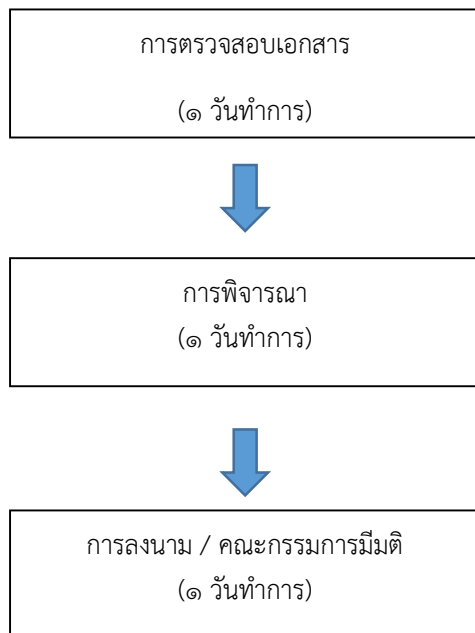 การตรวจสอบเอกสาร
(๑ วันทำการ)
การพิจารณา
(๑ วันทำการ)
การลงนาม / คณะกรรมการมีมติ
(๑ วันทำการ)